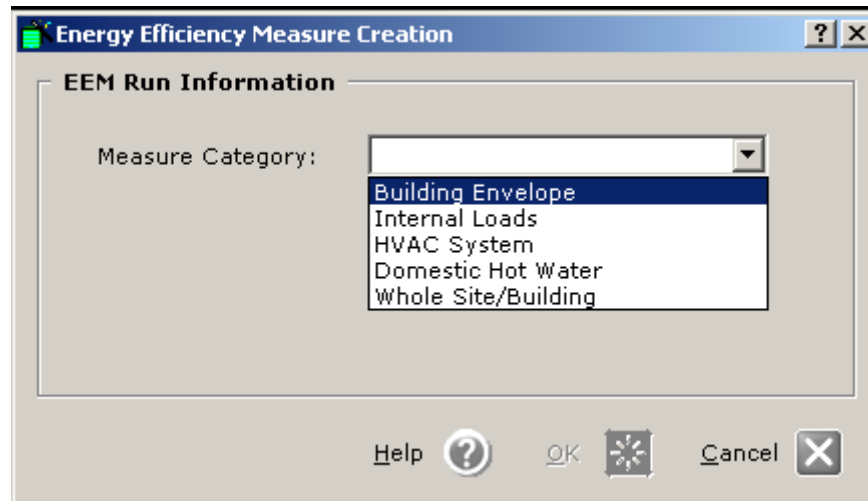 Energy Efficiency Measure Creation
EEM Run Information
Measure Category:
Building Envelope
Internal Loads
HVAC System
Domestic Hot Water
Whole Site/Building
Help ? OK Cancel